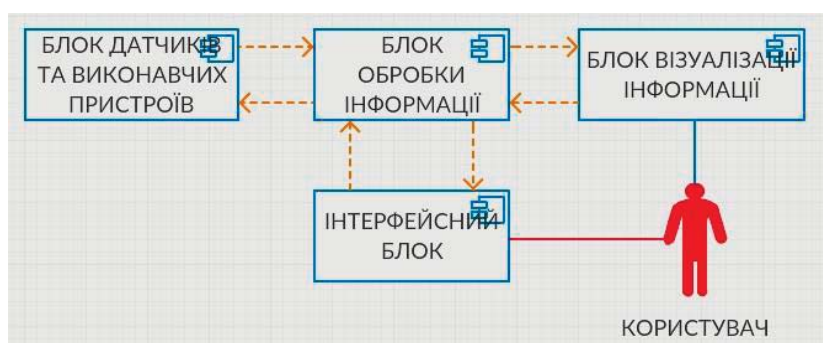 БЛОК ДАТЧИКІВ
ТА ВИКОНАВЧИХ
ПРИСТРОЇВ
БЛОК
ОБРОБКИ
ІНФОРМАЦІЇ
БЛОК ВІЗУАЛІЗАЦІЇ
ІНФОРМАЦІЇ
ІНТЕРФЕЙСНИЙ
БЛОК
КОРИСТУВАЧ